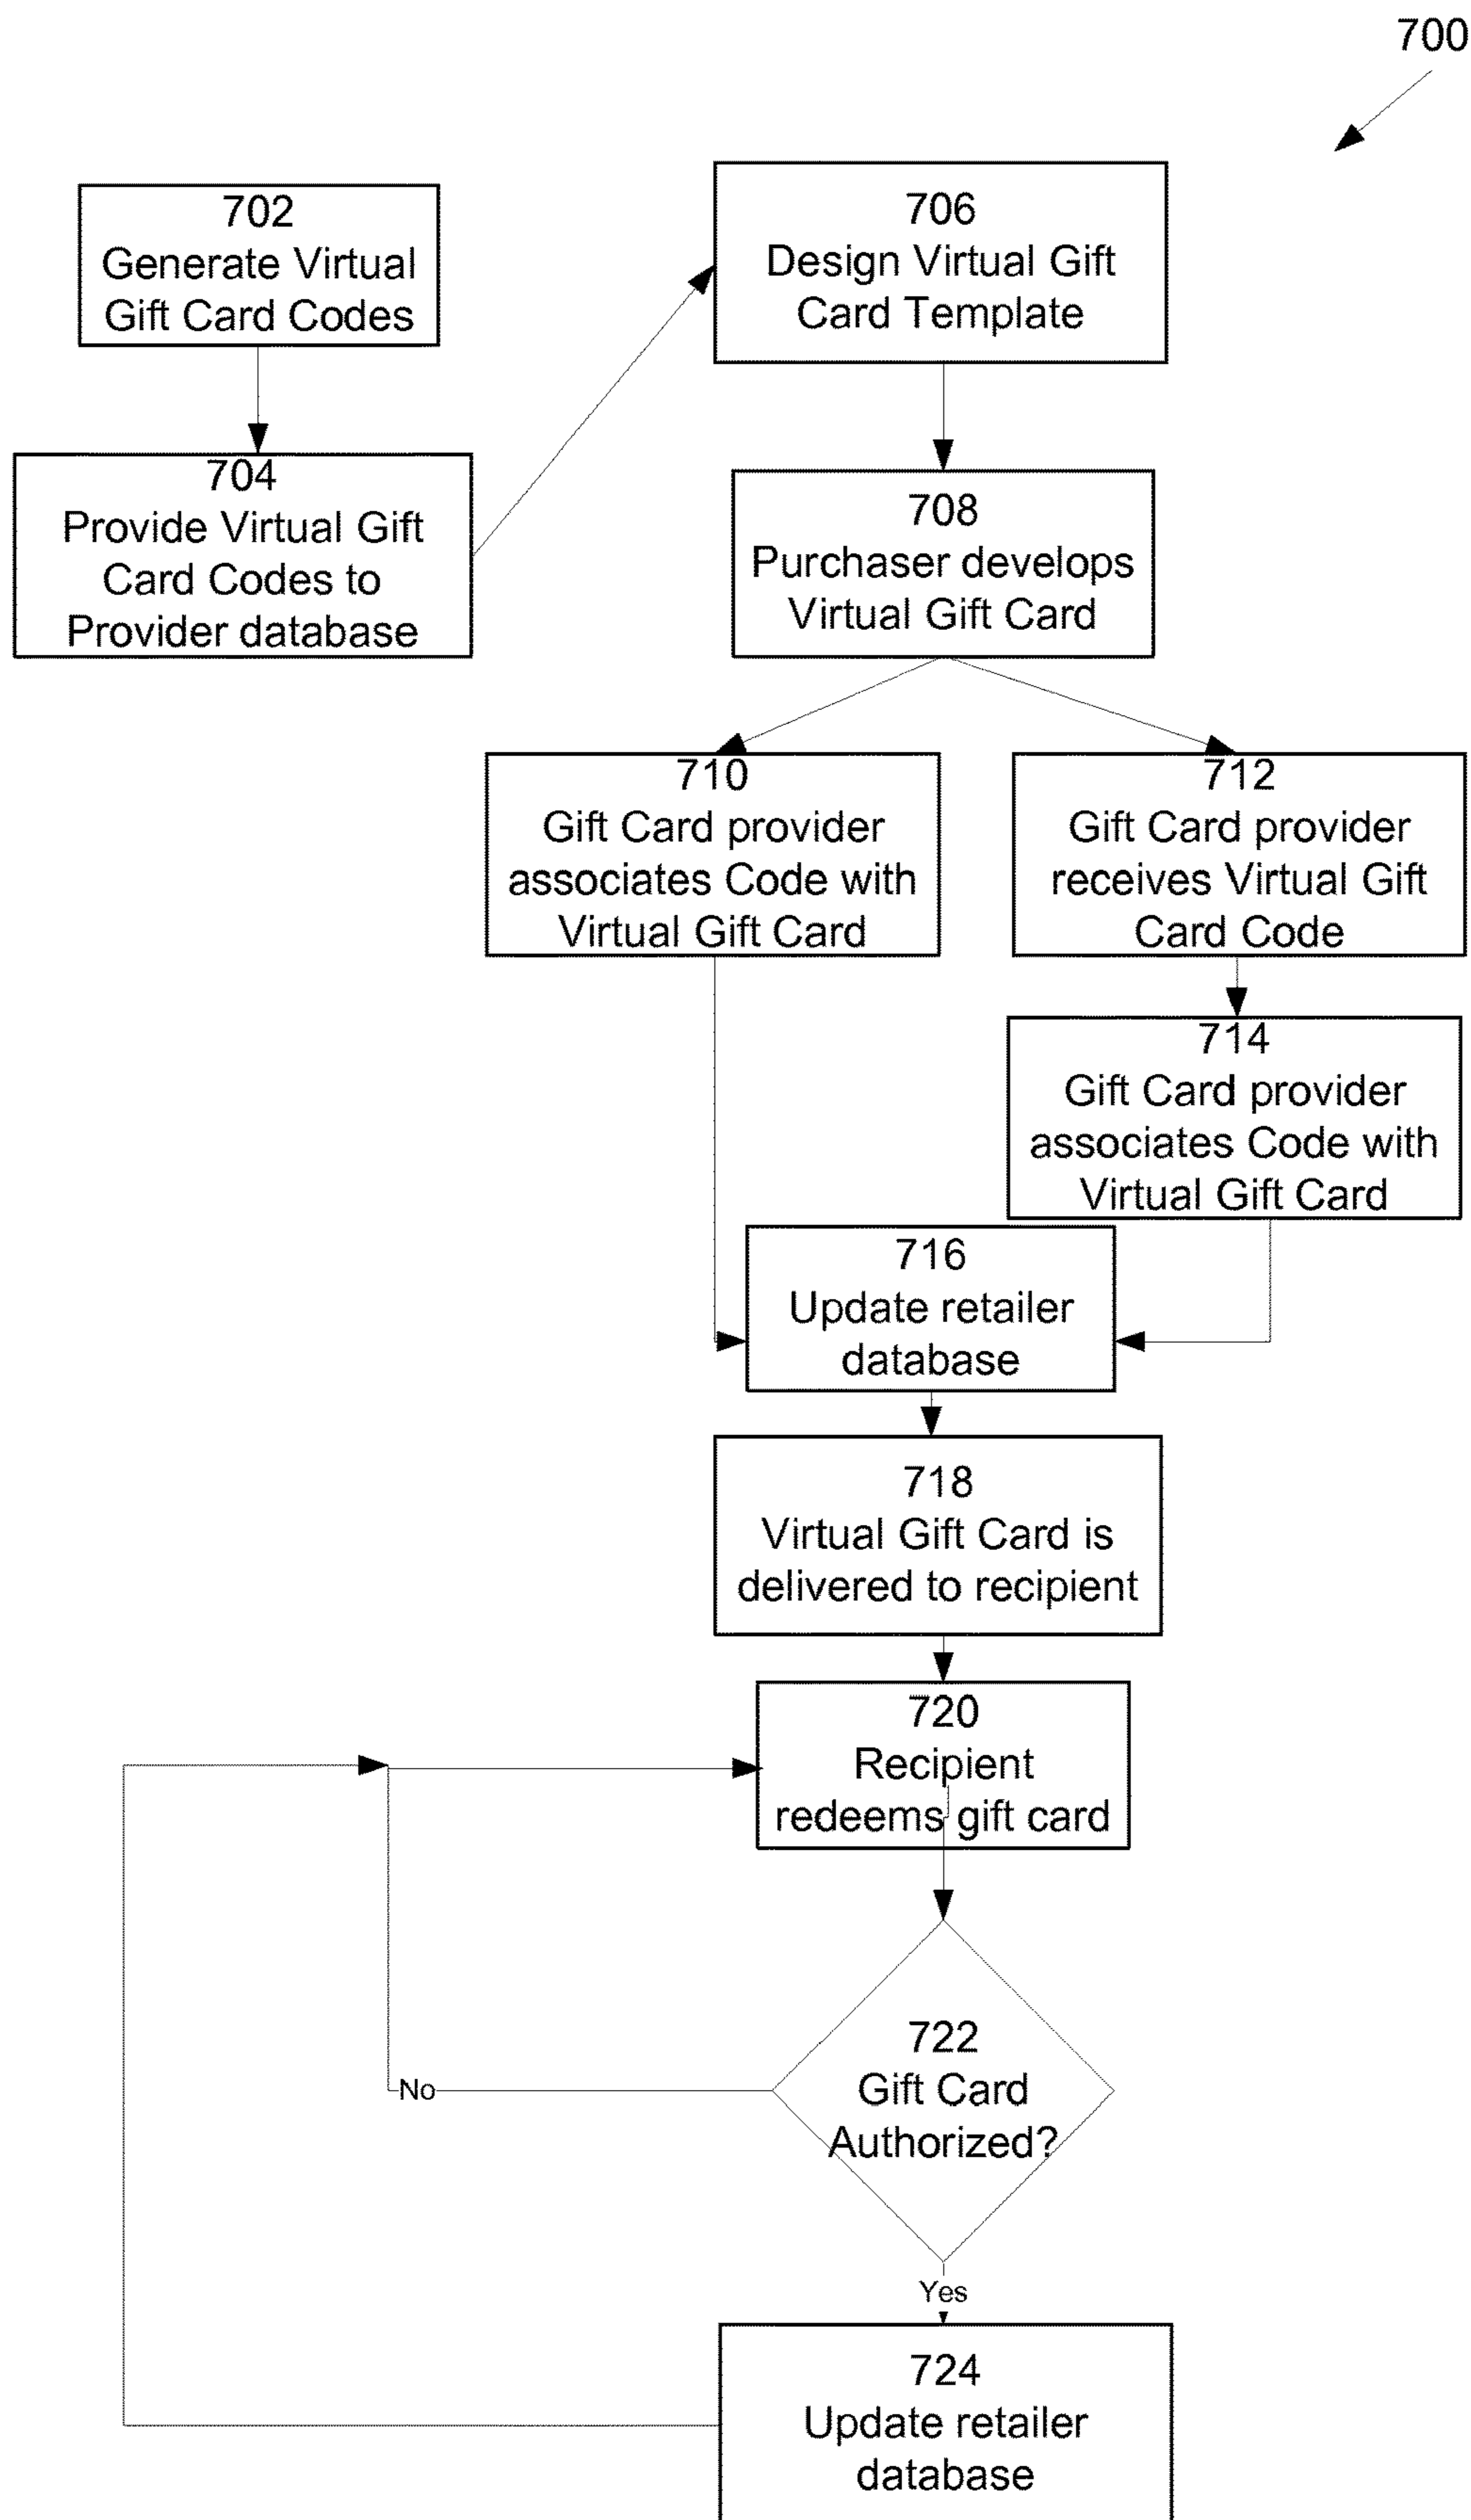 700
702
Generate Virtual
Gift Card Codes
704
Provide Virtual Gift
Card Codes to
Provider database
706
Design Virtual Gift
Card Template
708
Purchaser develops
Virtual Gift Card
710
Gift Card provider
associates Code with
Virtual Gift Card
712
Gift Card provider
receives Virtual Gift
Card Code
714
Gift Card provider
associates Code with
Virtual Gift Card
716
Update retailer
database
718
Virtual Gift Card is
delivered to recipient
720
Recipient
redeems gift card
722
Gift Card
Authorized?
No
Yes
724
Update retailer
database